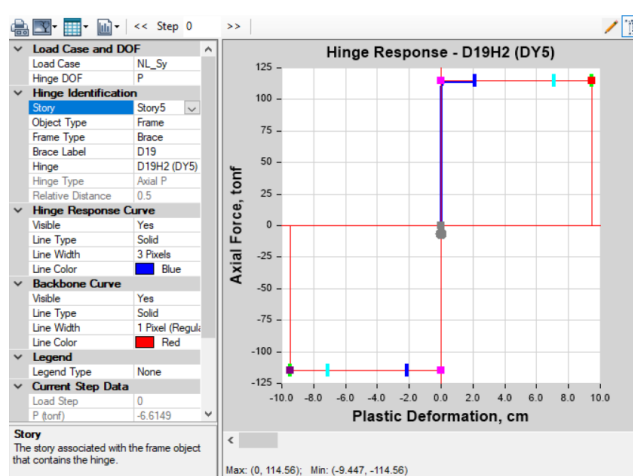 << Step 0 >>
Load Case and DOF
Load Case NL_Sy
Hinge DOF P
Hinge Identification
Story Story5
Object Type Frame
Frame Type Brace
Brace Label D19
Hinge D19H2 (DY5)
Hinge Type Axial P
Relative Distance 0.5
Hinge Response Curve
Visible Yes
Line Type Solid
Line Width 3 Pixels
Line Color Blue
Backbone Curve
Visible Yes
Line Type Solid
Line Width 1 Pixel (Regula
Line Color Red
Legend
Legend Type None
Current Step Data
Load Step 0
P (tonf) -6.6149
Story
The story associated with the frame object
that contains the hinge.
Hinge Response - D19H2 (DY5)
Axial Force, tonf
125
100
75
50
25
0
-25
-50
-75
-100
-125
-10.0 -8.0 -6.0 -4.0 -2.0 0.0 2.0 4.0 6.0 8.0 10.0
Plastic Deformation, cm
<
Max: (0, 114.56); Min: (-9.447, -114.56)